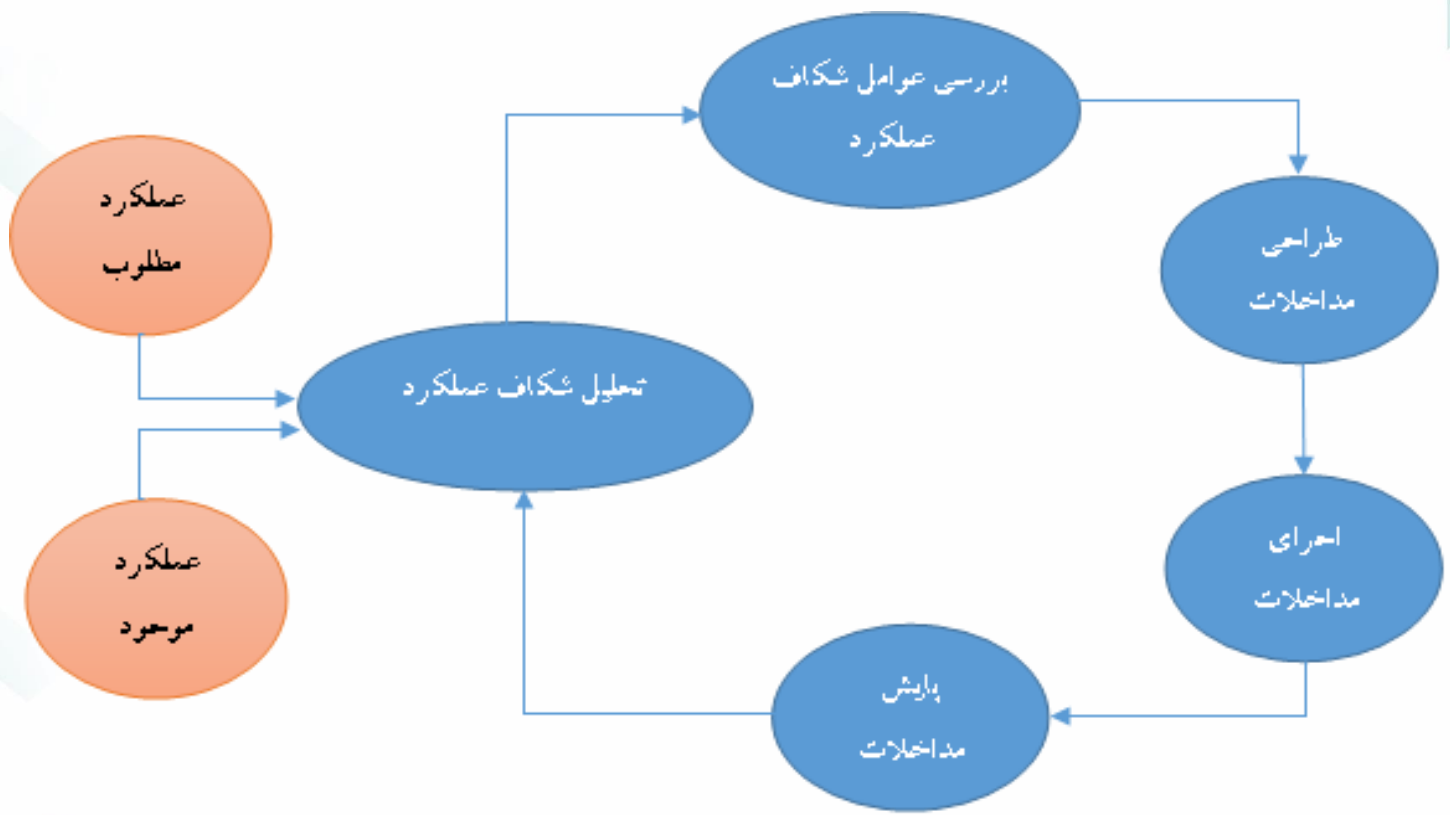 بررسی عوامل شکاف
عملکرد
عملکرد
مطلوب
طراحی
مداخلات
تحلیل شکاف عملکرد
اجرای
مداخلات
عملکرد
موجود
پایش
مداخلات